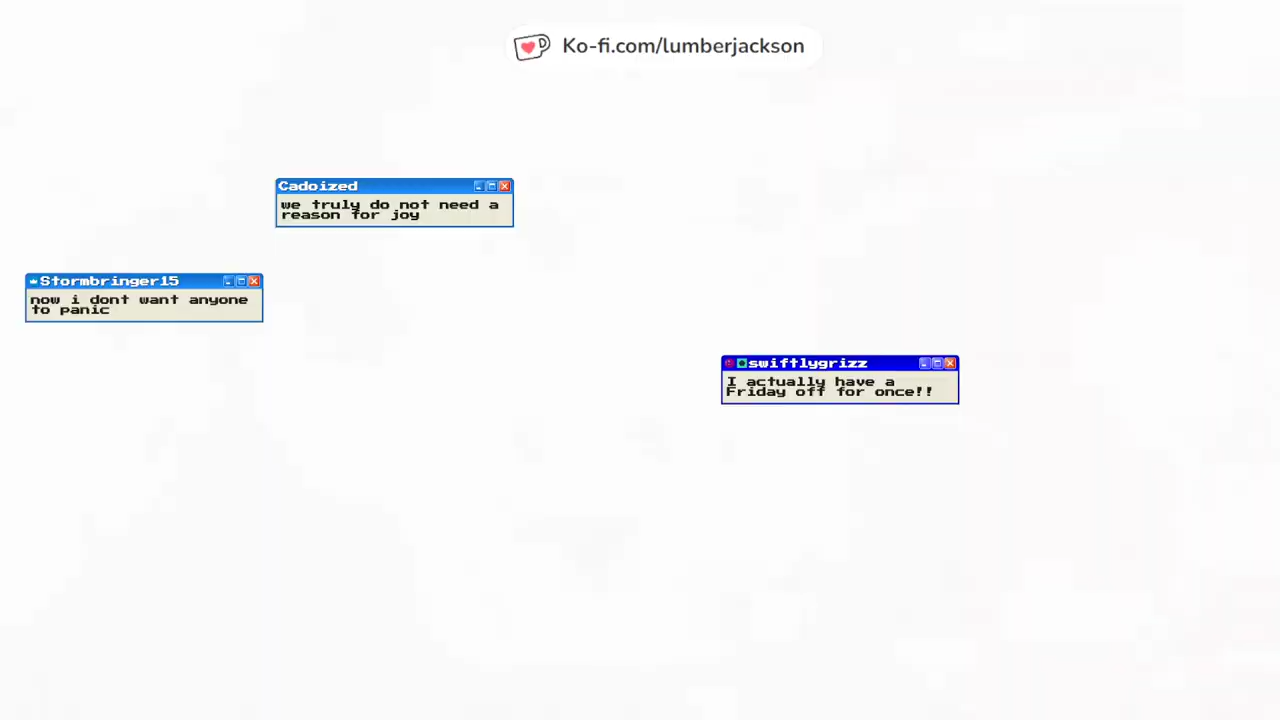 Ko-fi.com/lumberjackson
Cadoized
we truly do not need a
reason for joy
Stormbringer15
now i dont want anyone
to panic
swiftlygrizz
I actually have a
Friday off for once!!